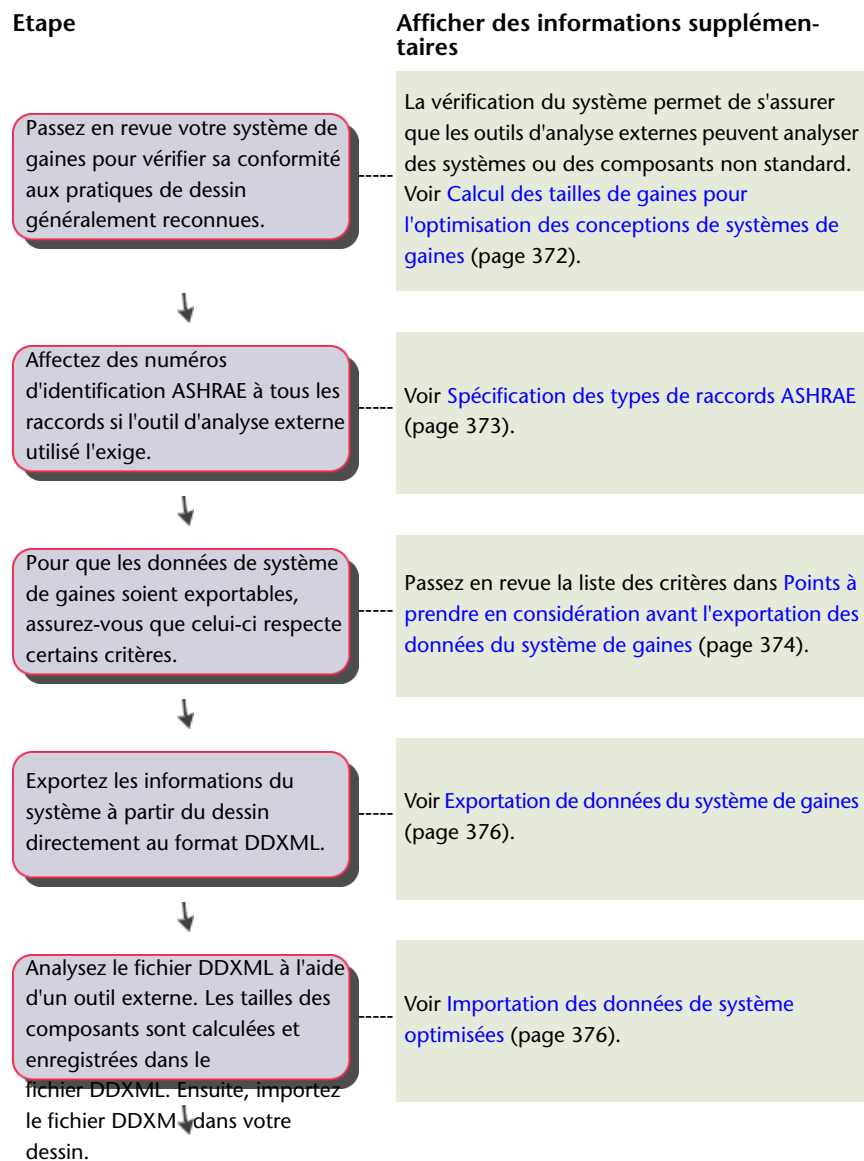 Etape
Afficher des informations supplémen-
taires
Passez en revue votre système de
gaines pour vérifier sa conformité
aux pratiques de dessin
généralement reconnues.
La vérification du système permet de s'assurer
que les outils d'analyse externes peuvent analyser
des systèmes ou des composants non standard.
Voir Calcul des tailles de gaines pour
l'optimisation des conceptions de systèmes de
gaines (page 372).
Affectez des numéros
d'identification ASHRAE à tous les
raccords si l'outil d'analyse externe
utilisé l'exige.
Voir Spécification des types de raccords ASHRAE
(page 373).
Pour que les données de système
de gaines soient exportables,
assurez-vous que celui-ci respecte
certains critères.
Passez en revue la liste des critères dans Points à
prendre en considération avant l'exportation des
données du système de gaines (page 374).
Exportez les informations du
système à partir du dessin
directement au format DDXML.
Voir Exportation de données du système de gaines
(page 376).
Analysez le fichier DDXML à l'aide
d'un outil externe. Les tailles des
composants sont calculées et
enregistrées dans le
fichier DDXML. Ensuite, importez
le fichier DDXM dans votre
dessin.
Voir Importation des données de système
optimisées (page 376).